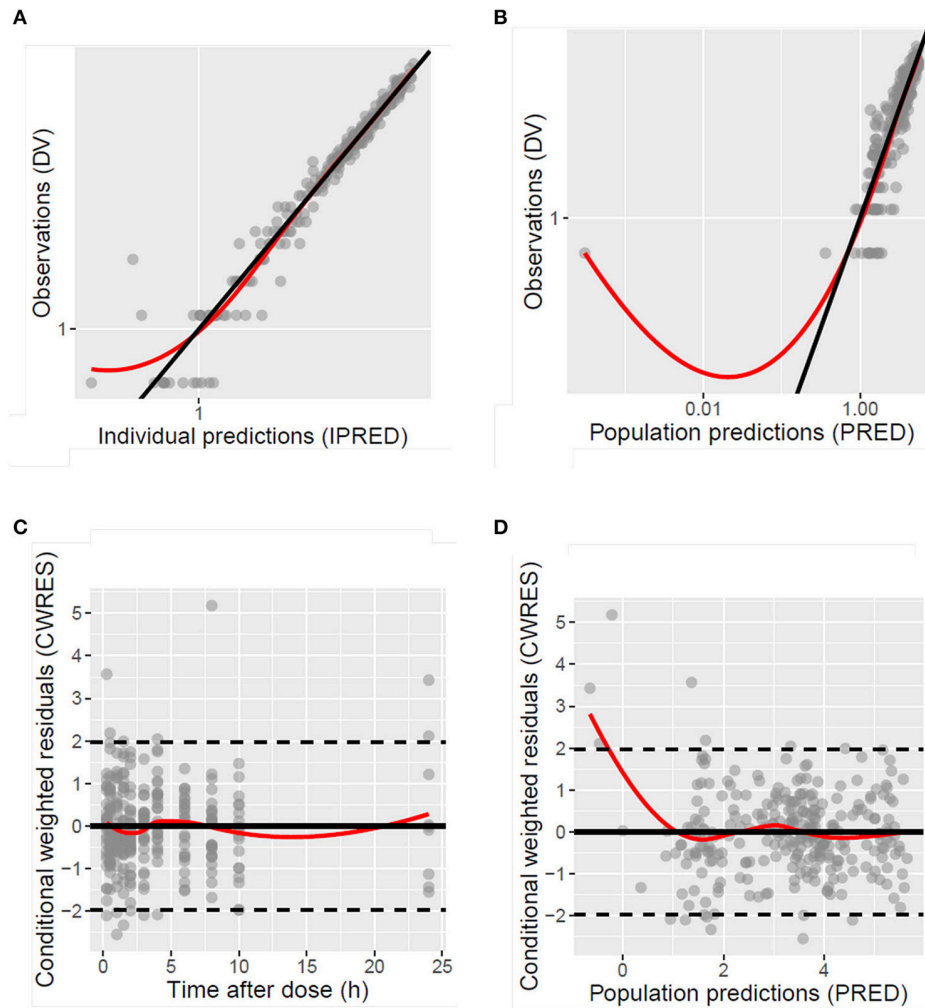 A
Observations (DV)
1
1
Individual predictions (IPRED)
B
Observations (DV)
1
0.01 1.00
Population predictions (PRED)
C
Conditional weighted residuals (CWRES)
5
4
3
2
1
0
−1
−2
0 5 10 15 20 25
Time after dose (h)
D
Conditional weighted residuals (CWRES)
5
4
3
2
1
0
−1
−2
0 2 4
Population predictions (PRED)